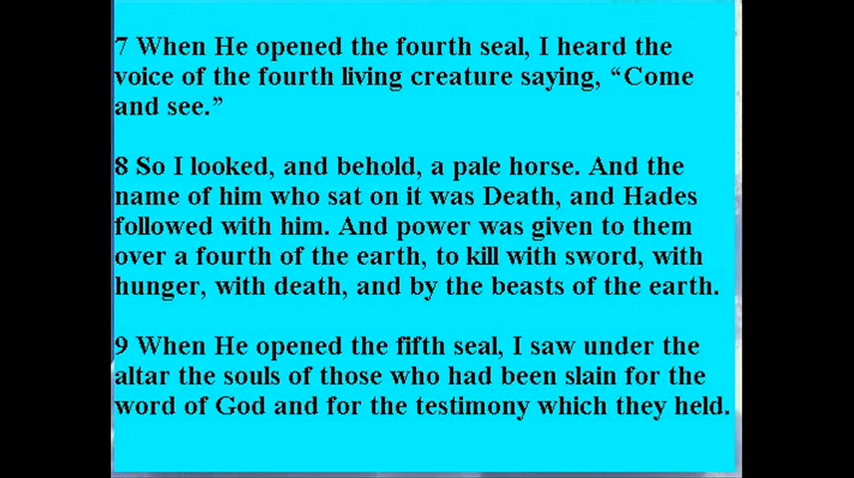 7 When He opened the fourth seal, I heard the
voice of the fourth living creature saying, “Come
and see.”
8 So I looked, and behold, a pale horse. And the
name of him who sat on it was Death, and Hades
followed with him. And power was given to them
over a fourth of the earth, to kill with sword, with
hunger, with death, and by the beasts of the earth.
9 When He opened the fifth seal, I saw under the
altar the souls of those who had been slain for the
word of God and for the testimony which they held.